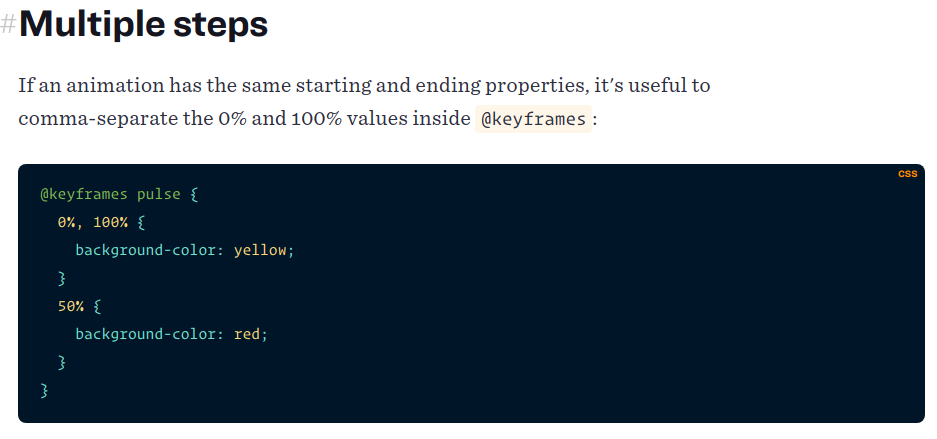 #Multiple steps
If an animation has the same starting and ending properties, it's useful to
comma-separate the 0% and 100% values inside @keyframes:
CSS
@keyframes pulse {
  0%, 100% {
    background-color: yellow;
  }
  50% {
    background-color: red;
  }
}